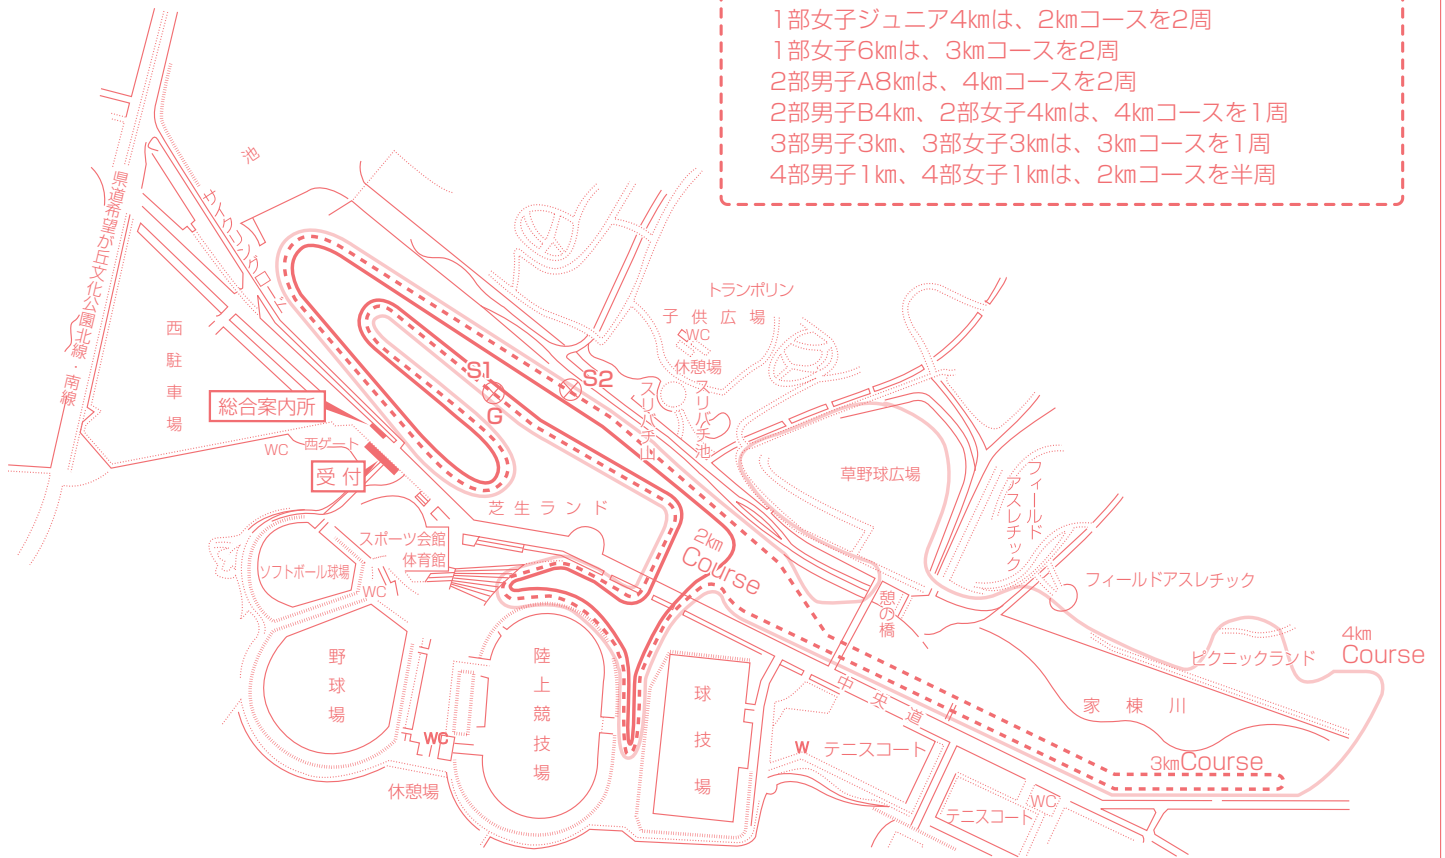 1部女子ジュニア4㎞は、2㎞コースを2周
1部女子6㎞は、3㎞コースを2周
2部男子A8㎞は、4㎞コースを2周
2部男子B4㎞、2部女子4㎞は、4㎞コースを1周
3部男子3㎞、3部女子3㎞は、3㎞コースを1周
4部男子1㎞、4部女子1㎞は、2㎞コースを半周
池
県道希望が丘文化公園北線・南線
サイクリングロード
西駐車場
トランポリン
子供広場
WC
休憩場
スリバチ山
スリバチ池
S1
S2
G
総合案内所
WC
西ゲート
受付
草野球広場
フィールド
アスレチック
芝生ランド
スポーツ会館
体育館
ソフトボール球場
WC
2km
Course
憩の橋
フィールドアスレチック
4km
Course
ピクニックランド
野球場
陸上競技場
球技場
中央道
家棟川
WC
W
テニスコート
3kmCourse
休憩場
テニスコート
WC